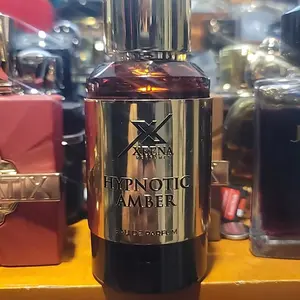 XRENA
HYPNOTIC
AMBER
EAU DE PARFUM